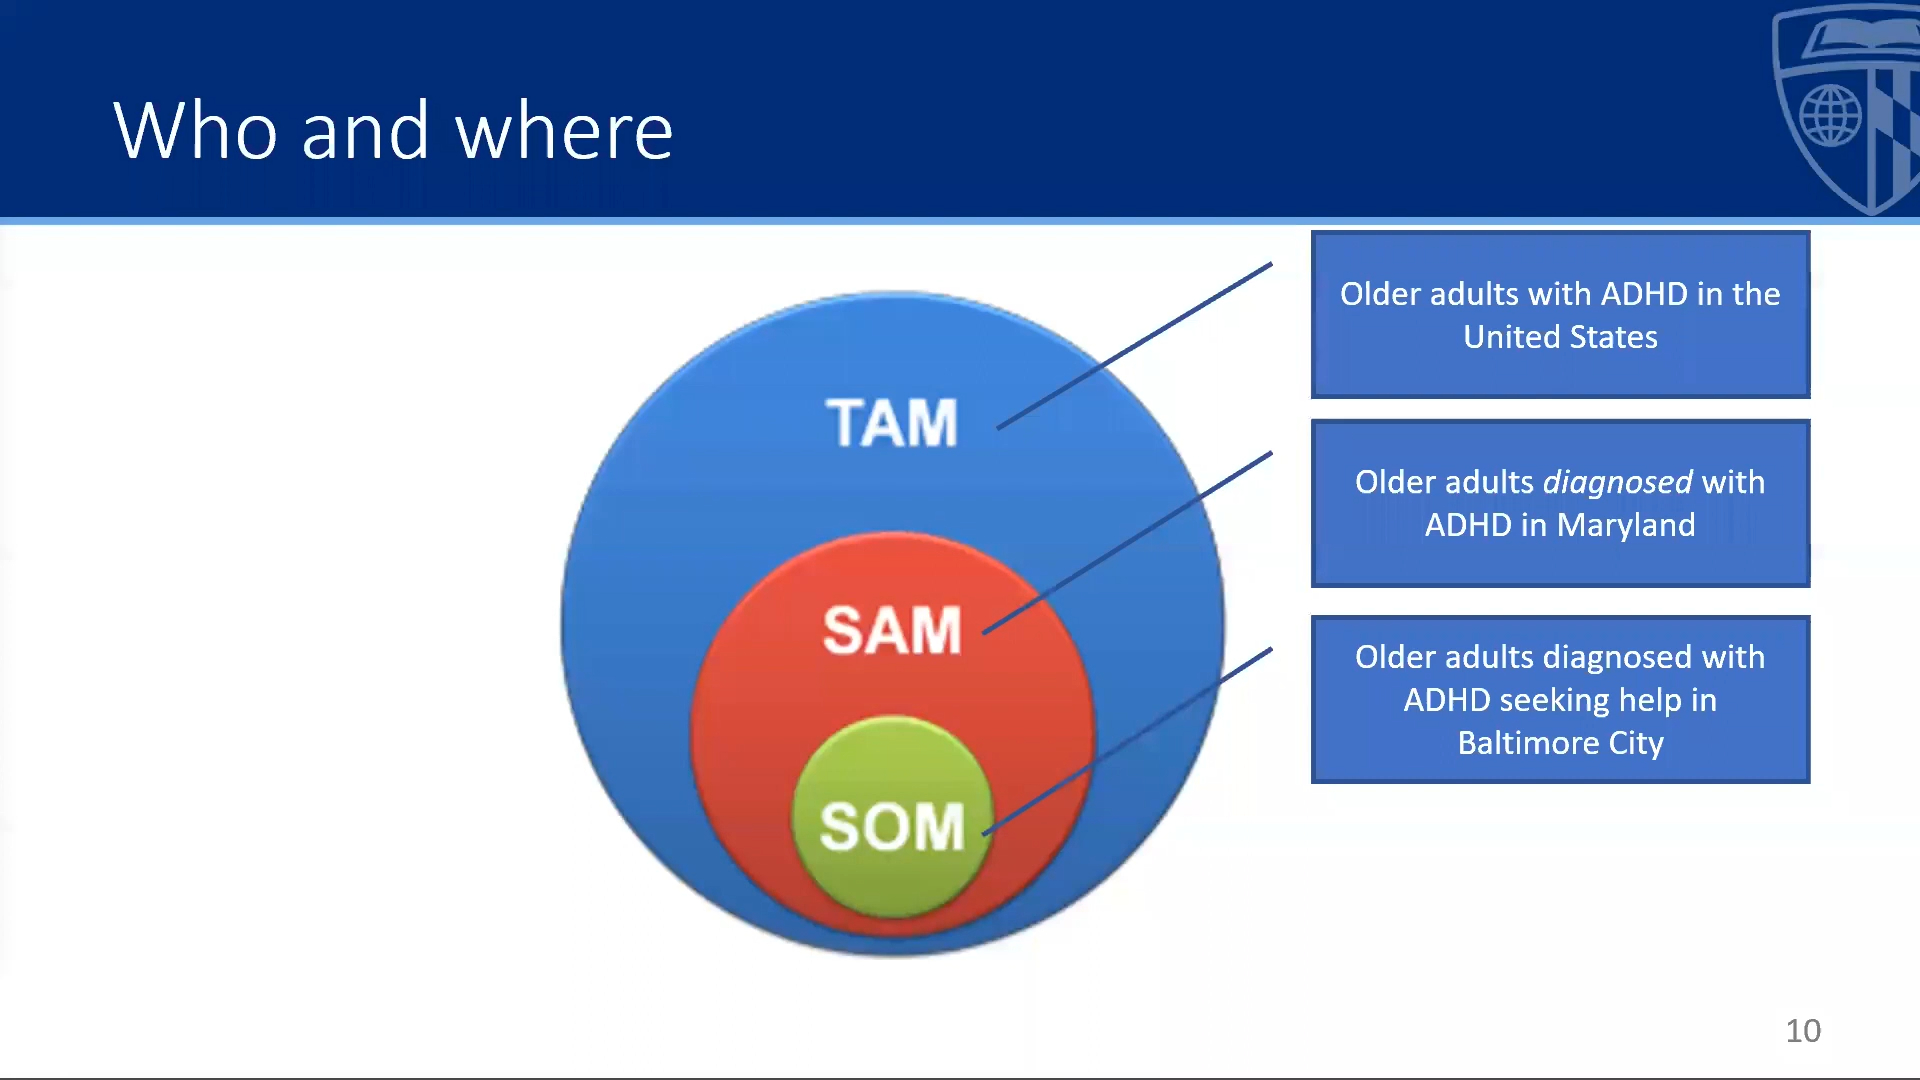 Who and where
TAM
SAM
SOM
Older adults with ADHD in the
United States
Older adults diagnosed with
ADHD in Maryland
Older adults diagnosed with
ADHD seeking help in
Baltimore City
10